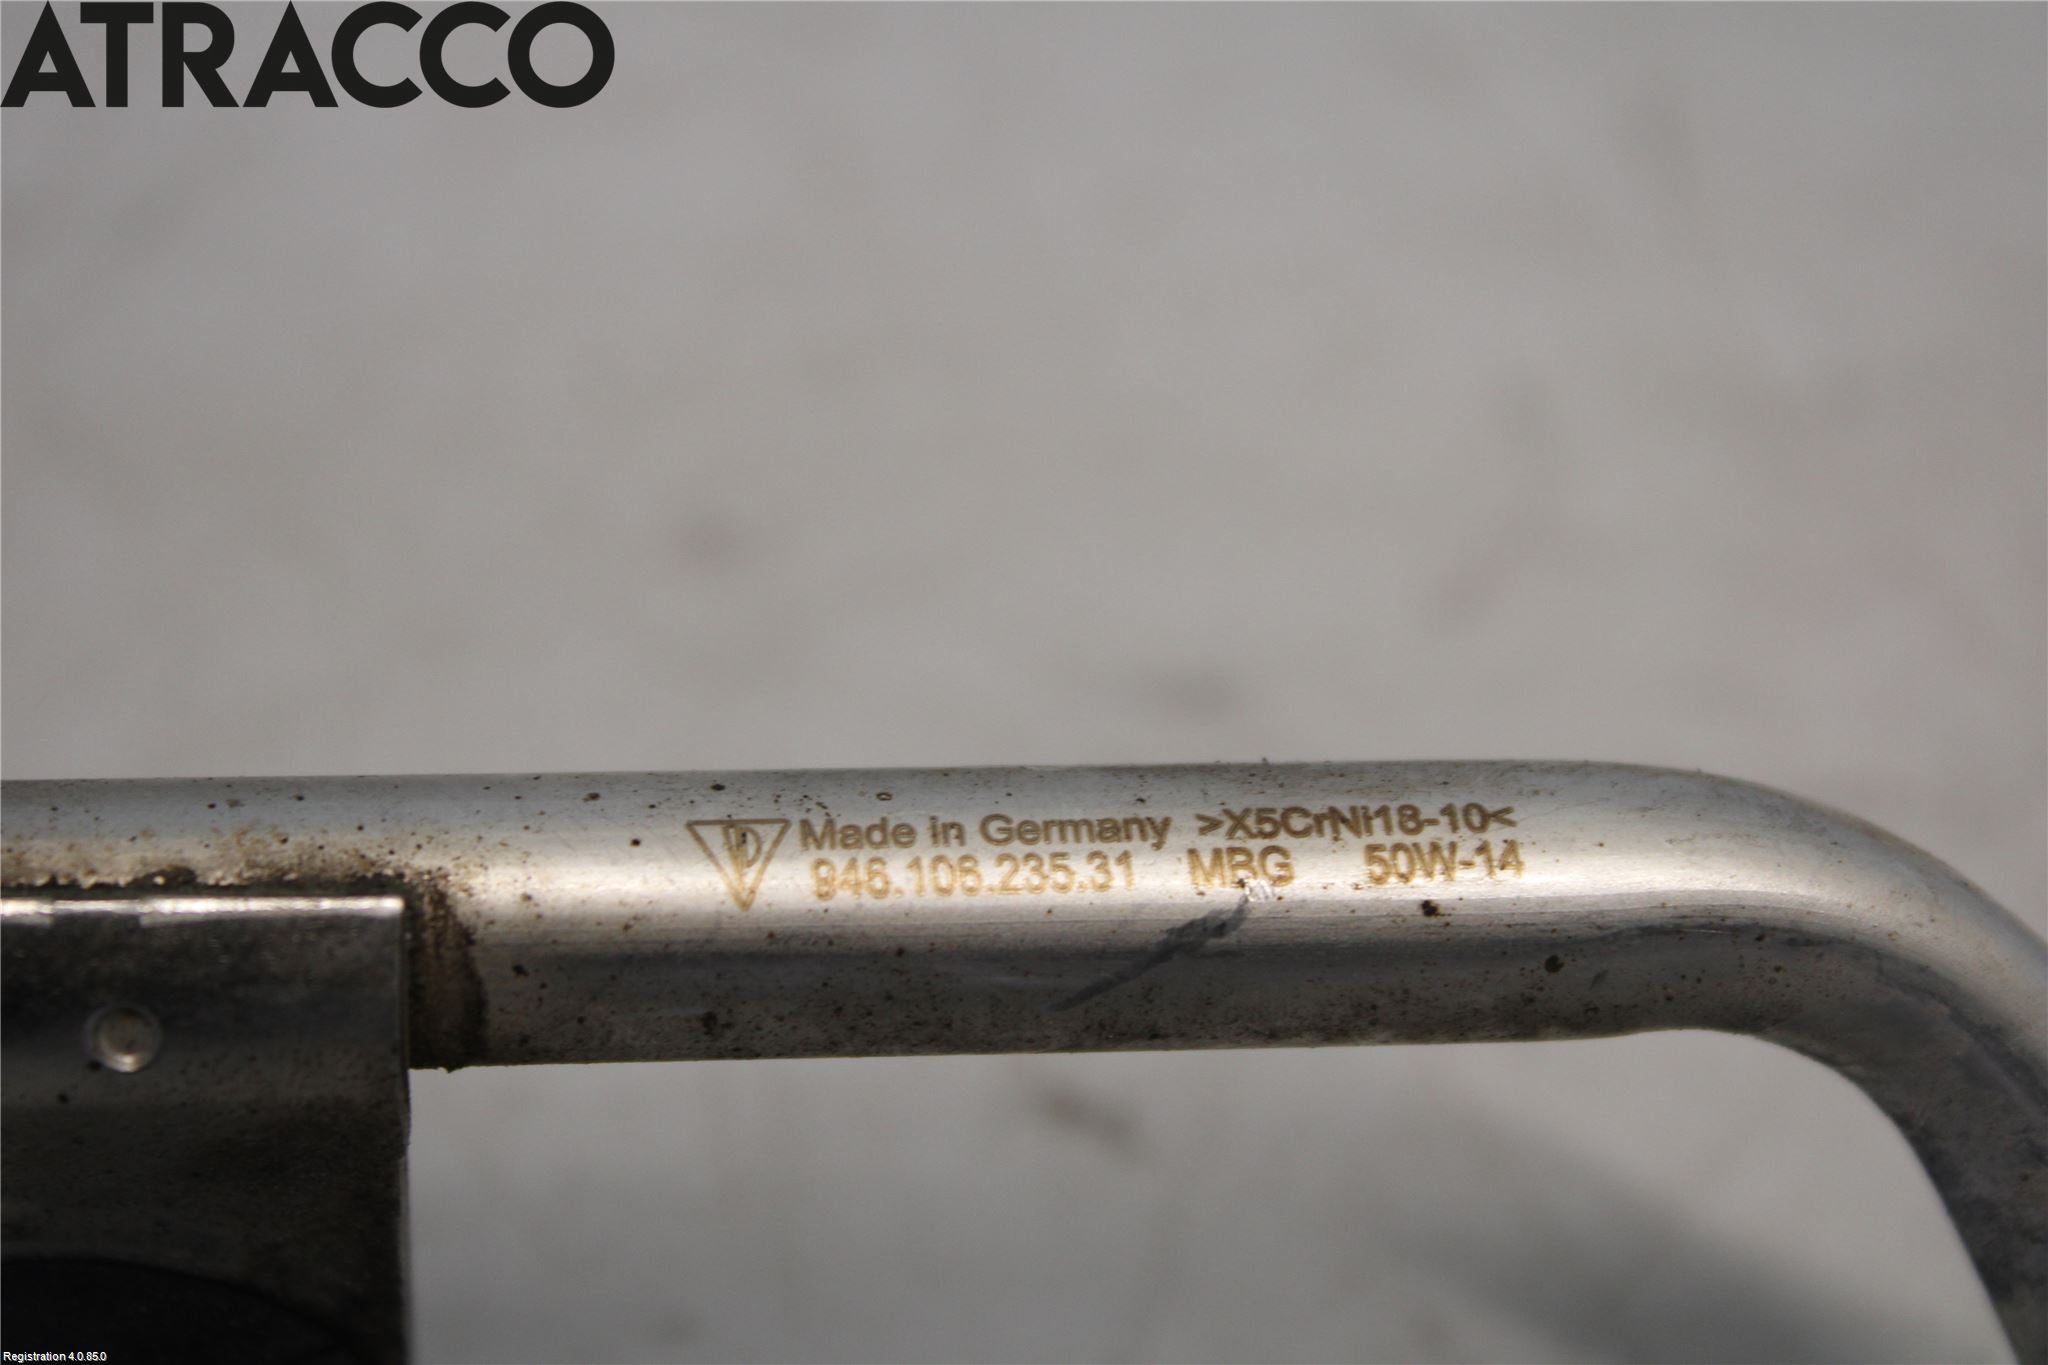 ATRACCO
Made in Germany >X5CrNi18-10<
946.106.235.31 MBG 50W-14
Registration 4.0.85.0